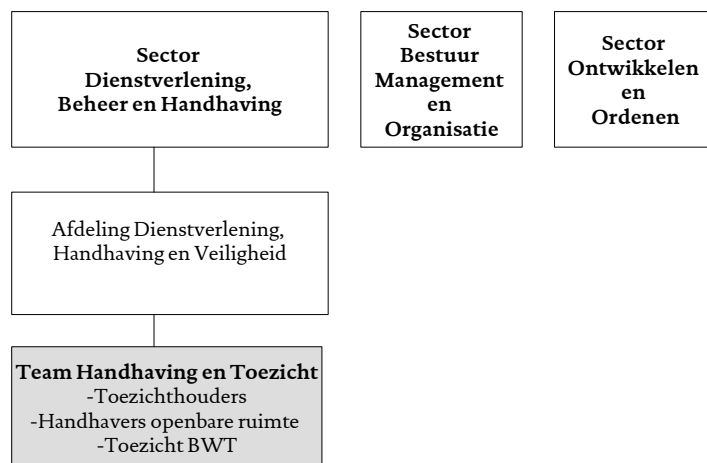 Sector
Dienstverlening,
Beheer en Handhaving
Sector
Bestuur
Management
en
Organisatie
Sector
Ontwikkelen
en
Ordenen
Afdeling Dienstverlening,
Handhaving en Veiligheid
Team Handhaving en Toezicht
-Toezichthouders
-Handhavers openbare ruimte
-Toezicht BWT